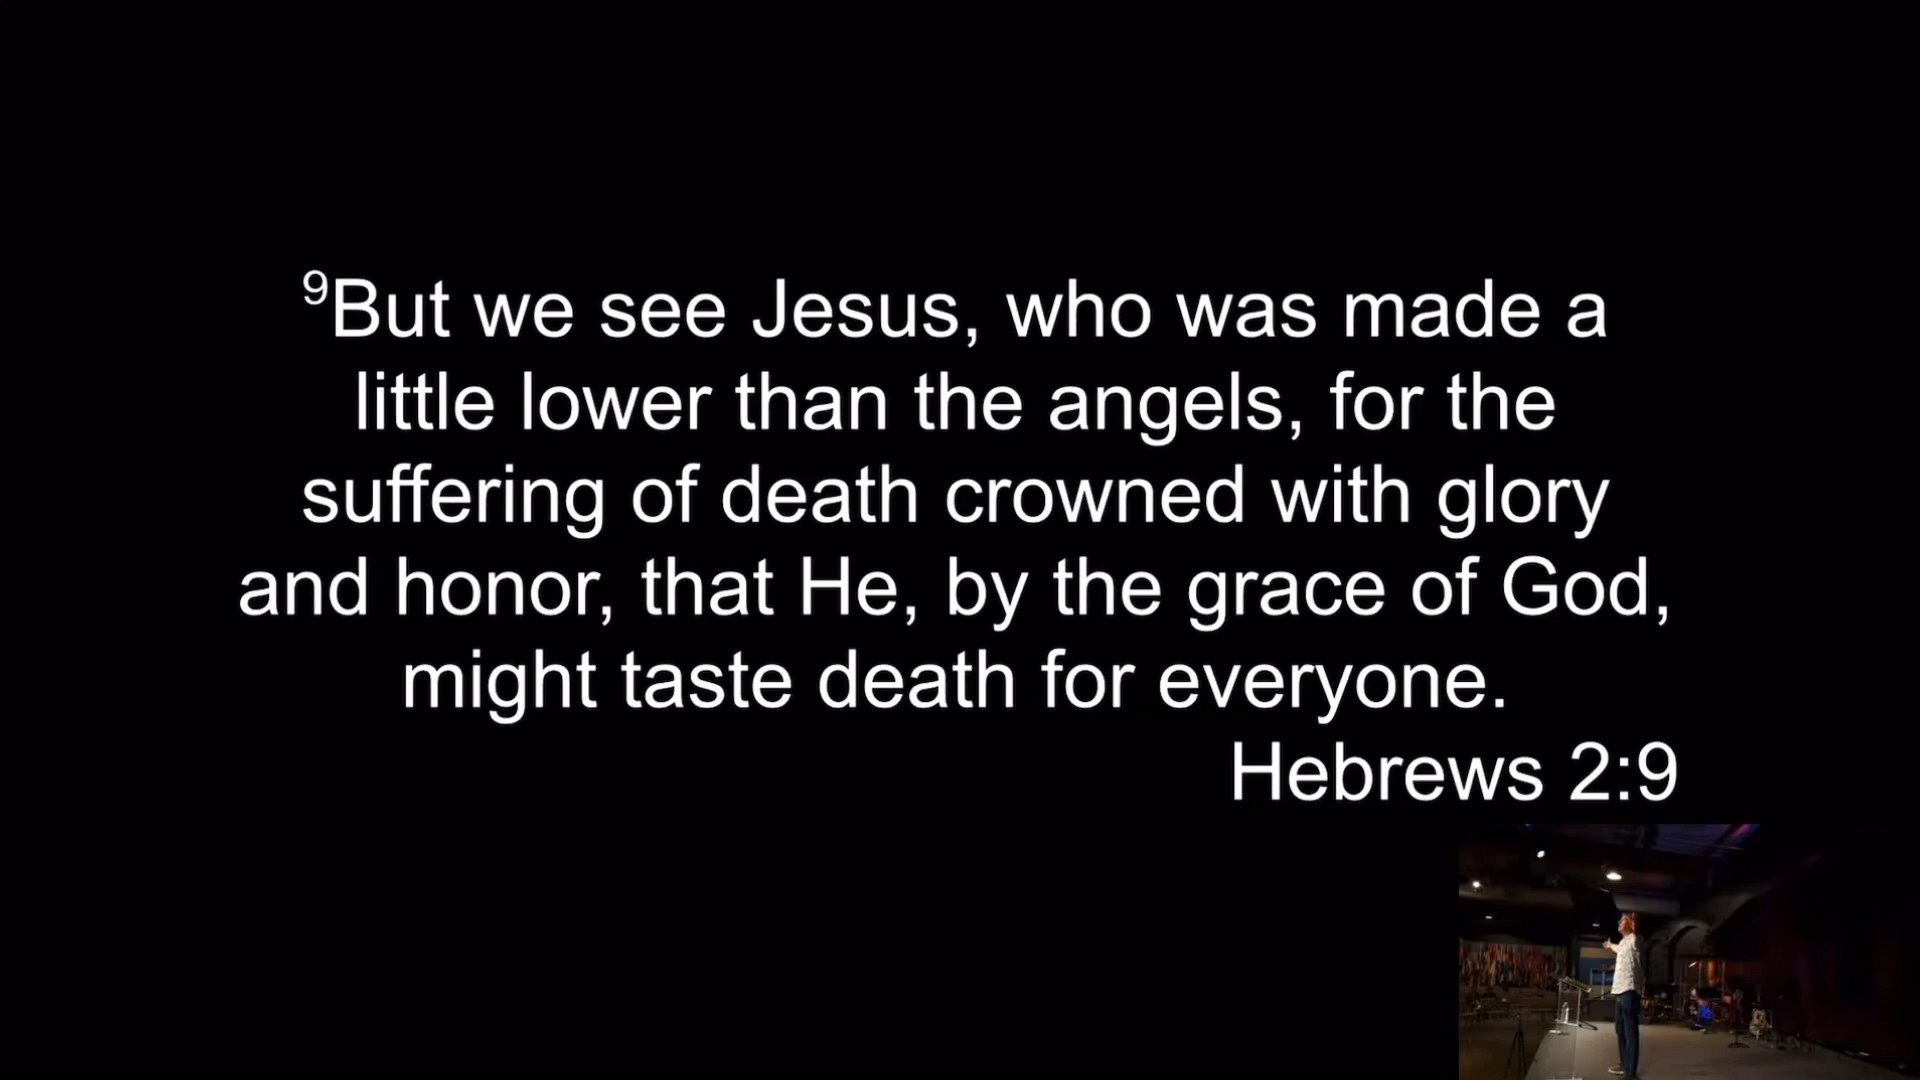 ⁹But we see Jesus, who was made a
little lower than the angels, for the
suffering of death crowned with glory
and honor, that He, by the grace of God,
might taste death for everyone.
Hebrews 2:9